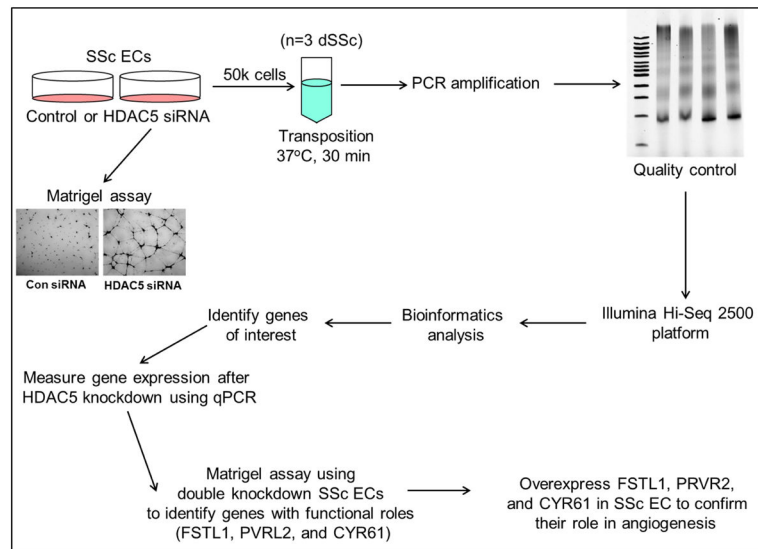 SSc ECs
Control or HDAC5 siRNA
50k cells
(n=3 dSSc)
Transposition
37°C, 30 min
PCR amplification
Quality control
Matrigel assay
Con siRNA
HDAC5 siRNA
Illumina Hi-Seq 2500
platform
Bioinformatics
analysis
Identify genes
of interest
Measure gene expression after
HDAC5 knockdown using qPCR
Matrigel assay using
double knockdown SSc ECs
to identify genes with functional roles
(FSTL1, PVRL2, and CYR61)
Overexpress FSTL1, PRVR2,
and CYR61 in SSc EC to confirm
their role in angiogenesis